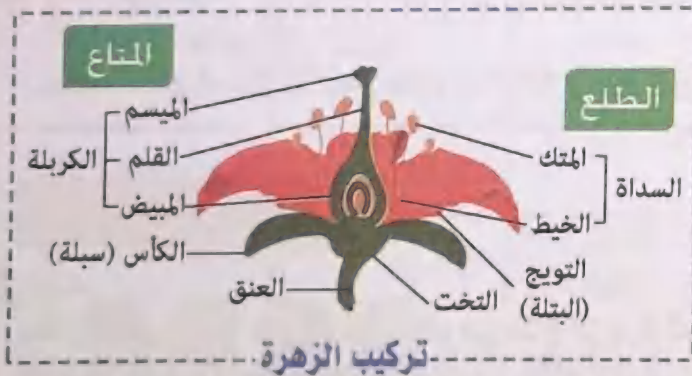 المتاع
الطلع
الميسم
القلم
المبيض
الكربلة
الكأس (سبلة)
العنق
المتك
الخيط
السداة
التويج
(البتلة)
التخت
تركيب الزهرة